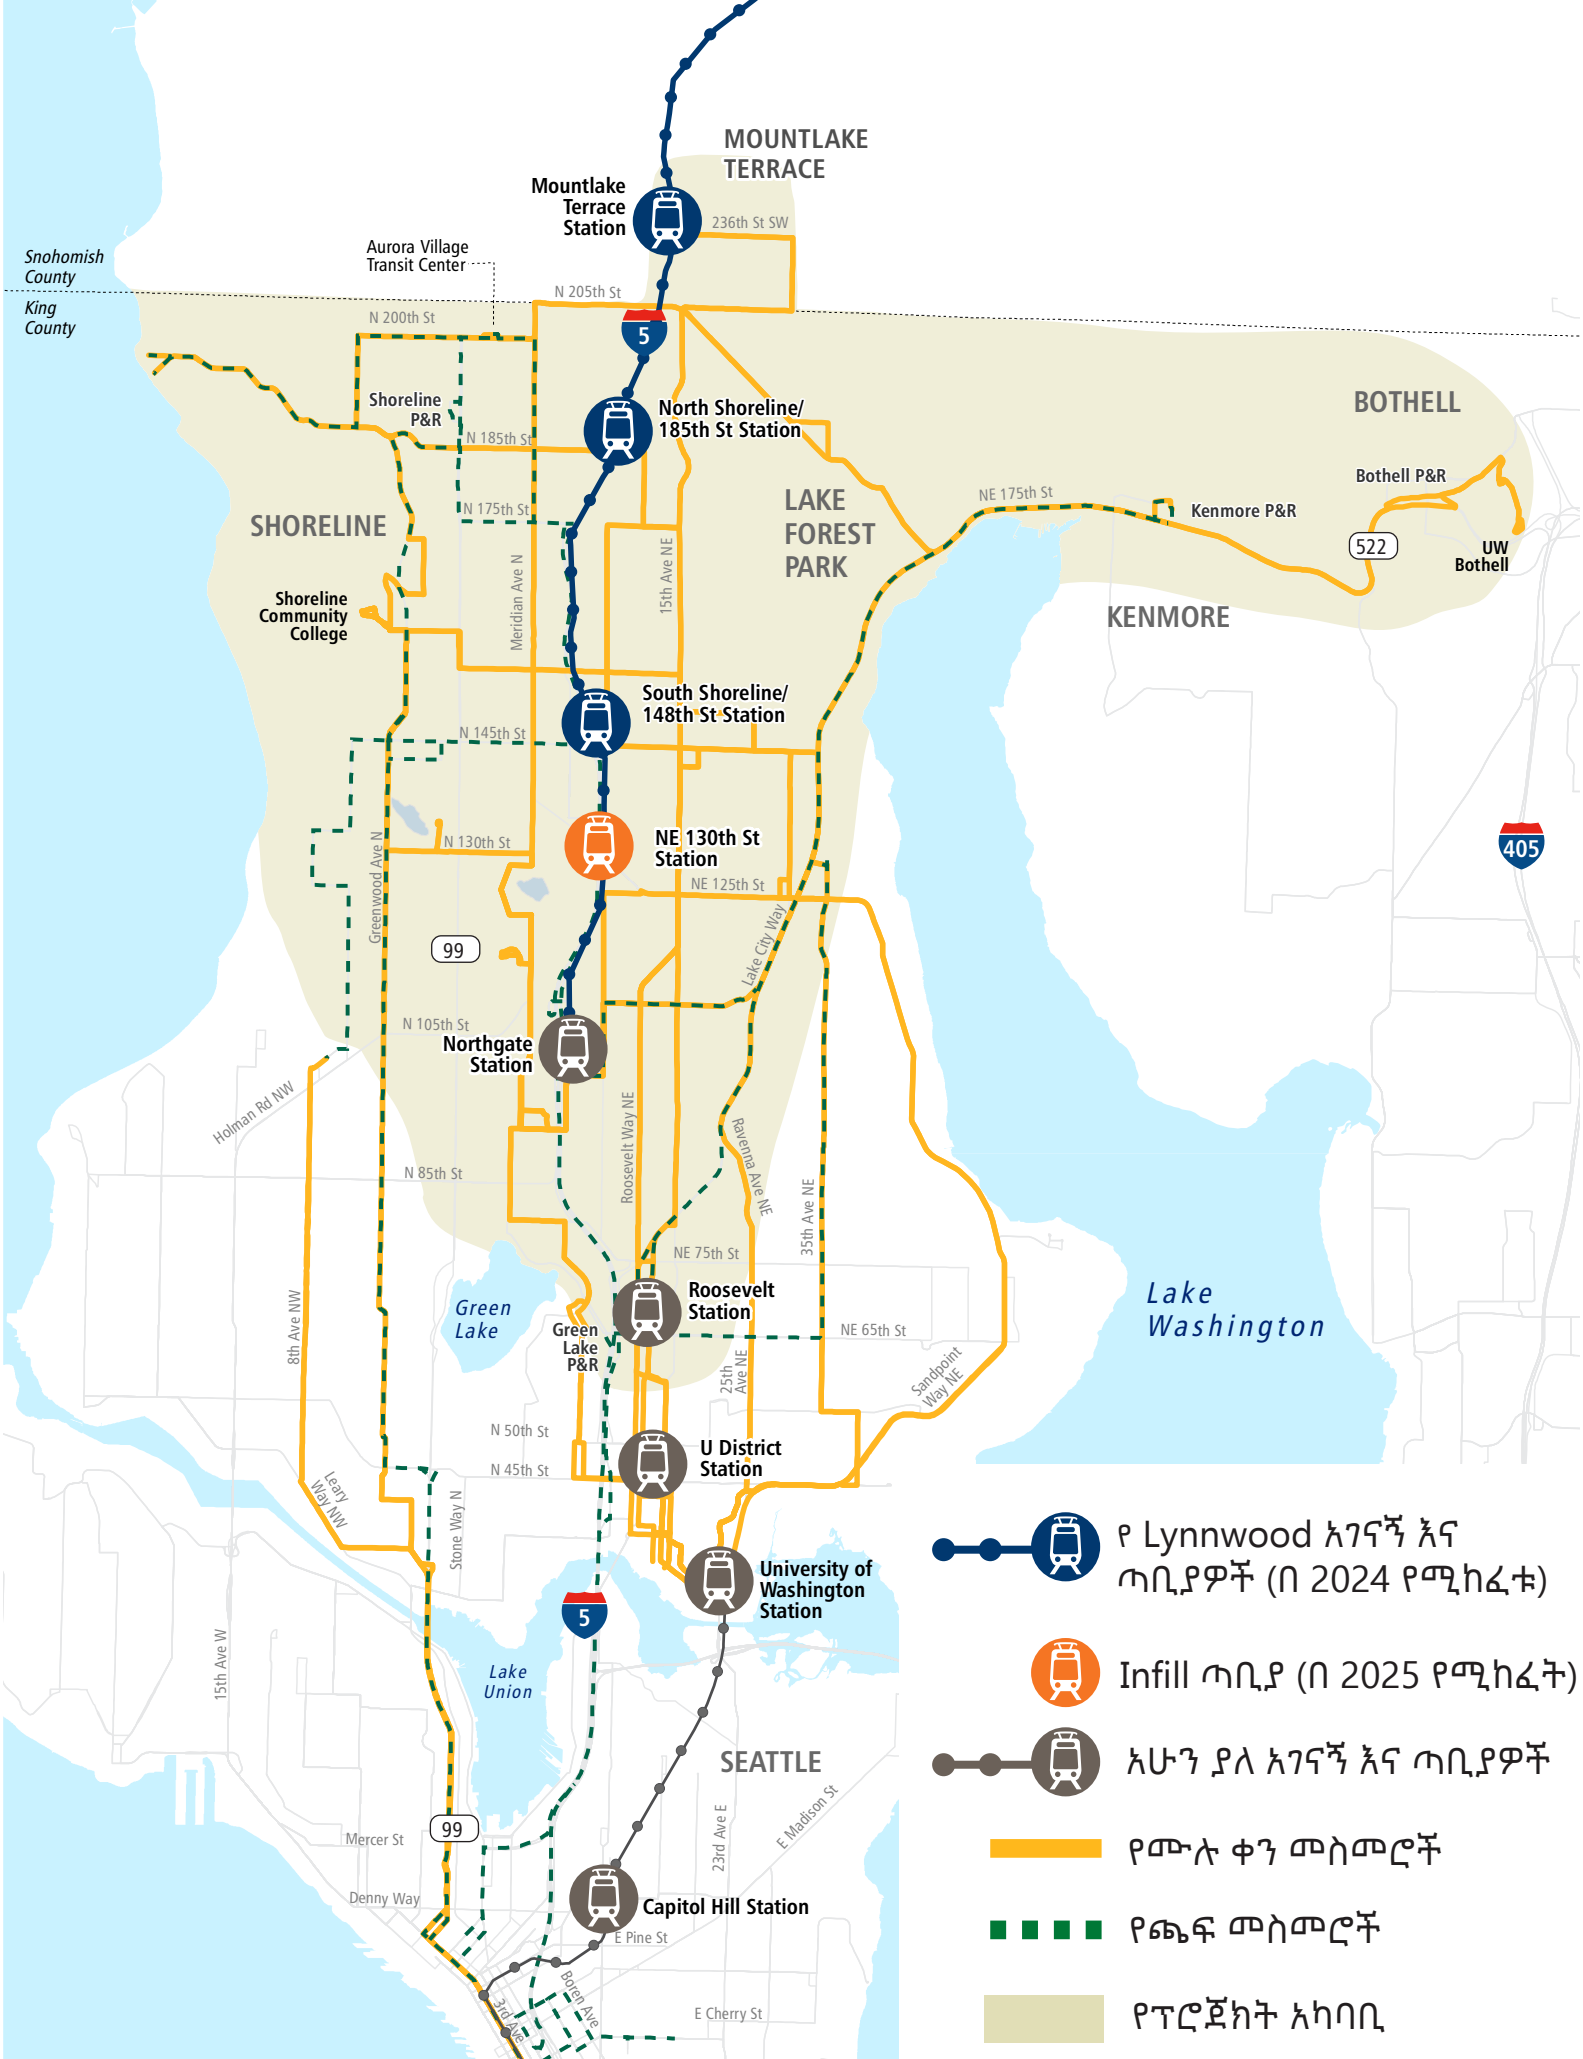 MOUNTLAKE
TERRACE
Mountlake
Terrace
Station
236th St SW
Aurora Village
Transit Center
Snohomish
County
King
County
N 205th St
N 200th St
5
Shoreline
P&R
North Shoreline/
185th St Station
N 185th St
BOTHELL
Bothell P&R
NE 175th St
Kenmore P&R
522
UW
Bothell
LAKE
FOREST
PARK
N 175th St
SHORELINE
15th Ave NE
Meridian Ave N
KENMORE
Shoreline
Community
College
South Shoreline/
148th St Station
N 145th St
NE 130th St
Station
N 130th St
405
NE 125th St
Greenwood Ave N
99
Lake City Way
N 105th St
Northgate
Station
Holman Rd NW
Roosevelt Way NE
Ravenna Ave NE
N 85th St
35th Ave NE
NE 75th St
Roosevelt
Station
Lake
Washington
Green
Lake
8th Ave NW
Green
Lake
P&R
NE 65th St
25th
Ave NE
Sandpoint
Way NE
N 50th St
U District
Station
N 45th St
Leary
Way NW
Stone Way N
University of
Washington
Station
5
15th Ave W
Lake
Union
SEATTLE
23rd Ave E
E Madison St
99
Mercer St
Denny Way
Capitol Hill Station
E Pine St
Boren Ave
3rd Ave
E Cherry St
የ Lynnwood አገናኝ እና
ጣቢያዎች (በ 2024 የሚከፈቱ)
Infill ጣቢያ (በ 2025 የሚከፈት)
አሁን ያለ አገናኝ እና ጣቢያዎች
የሙሉ ቀን መስመሮች
የጫፍ መስመሮች
የፕሮጀክት አካባቢ